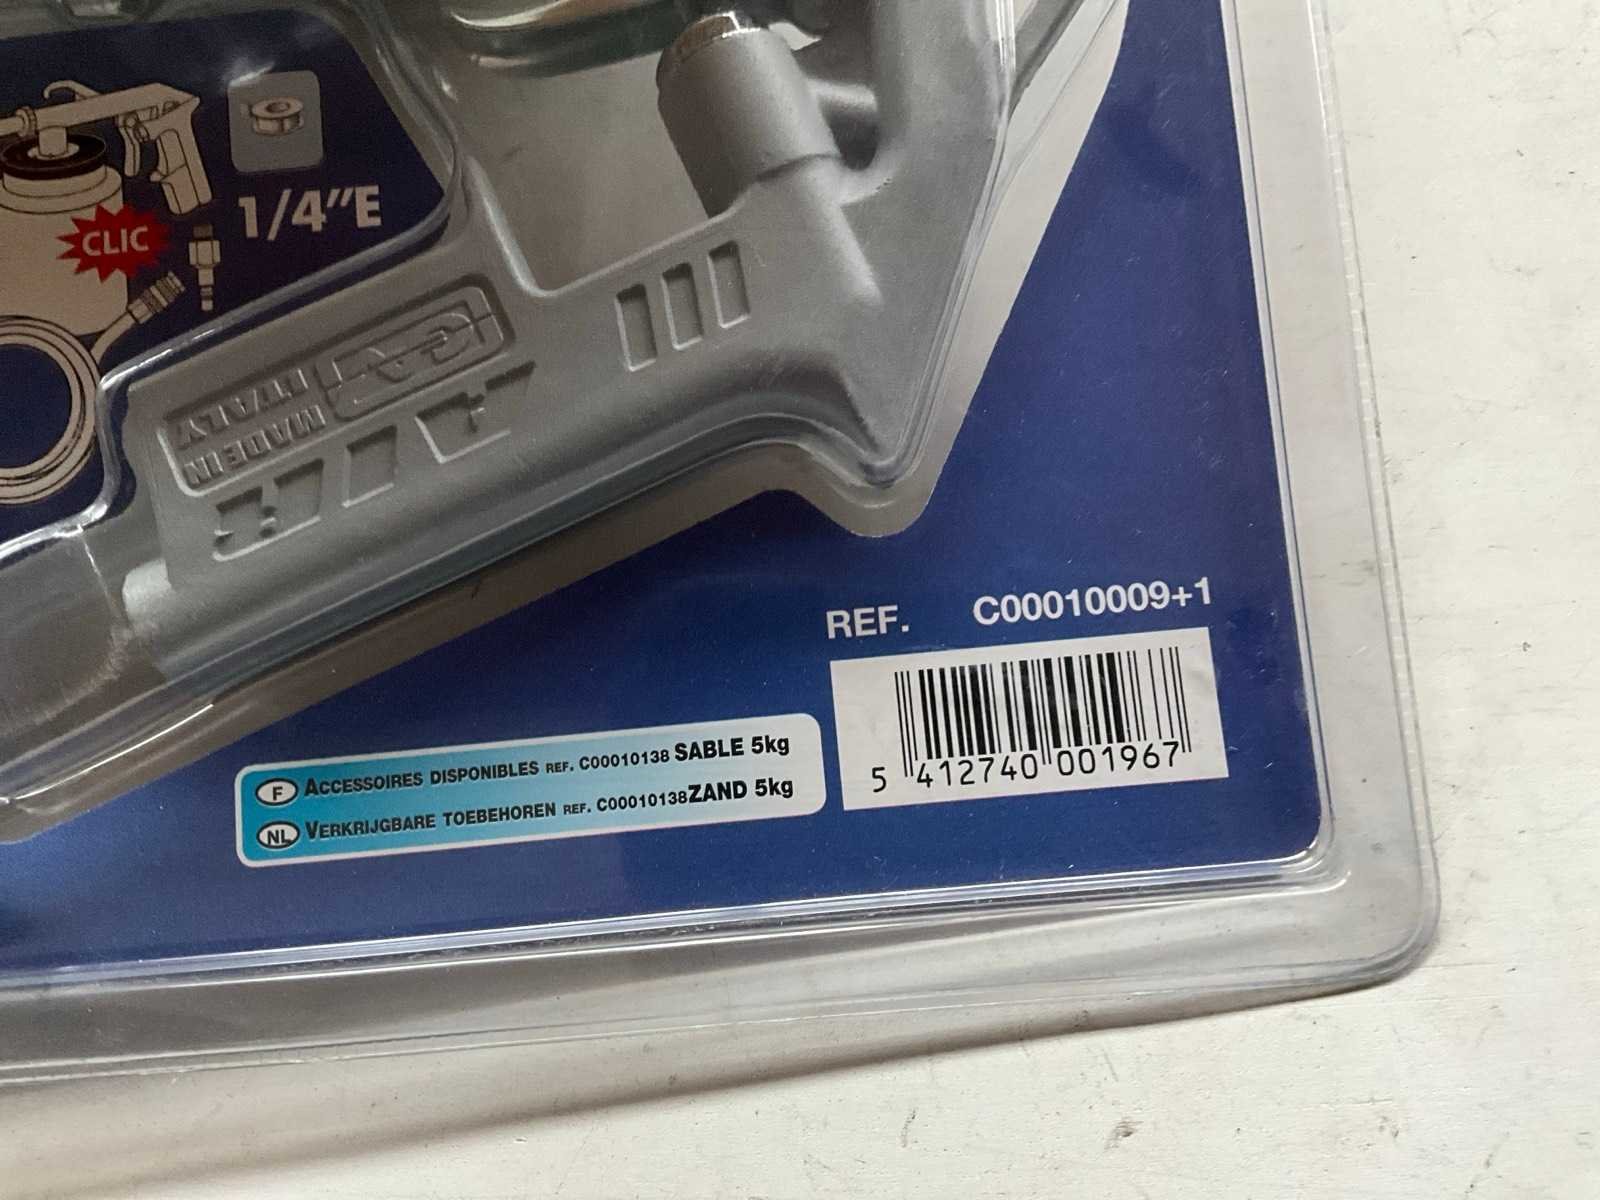 1/4"E
CLIC
MADE IN
ITALY
REF. C00010009+1
5 412740 001967
F ACCESSOIRES DISPONIBLES REF. C00010138 SABLE 5kg
NL VERKRIJGBARE TOEBEHOREN REF. C00010138ZAND 5kg